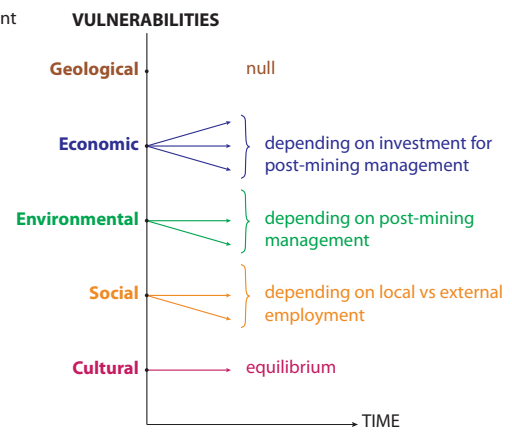 nt
VULNERABILITIES
Geological
null
Economic
depending on investment for
post-mining management
Environmental
depending on post-mining
management
Social
depending on local vs external
employment
Cultural
equilibrium
TIME